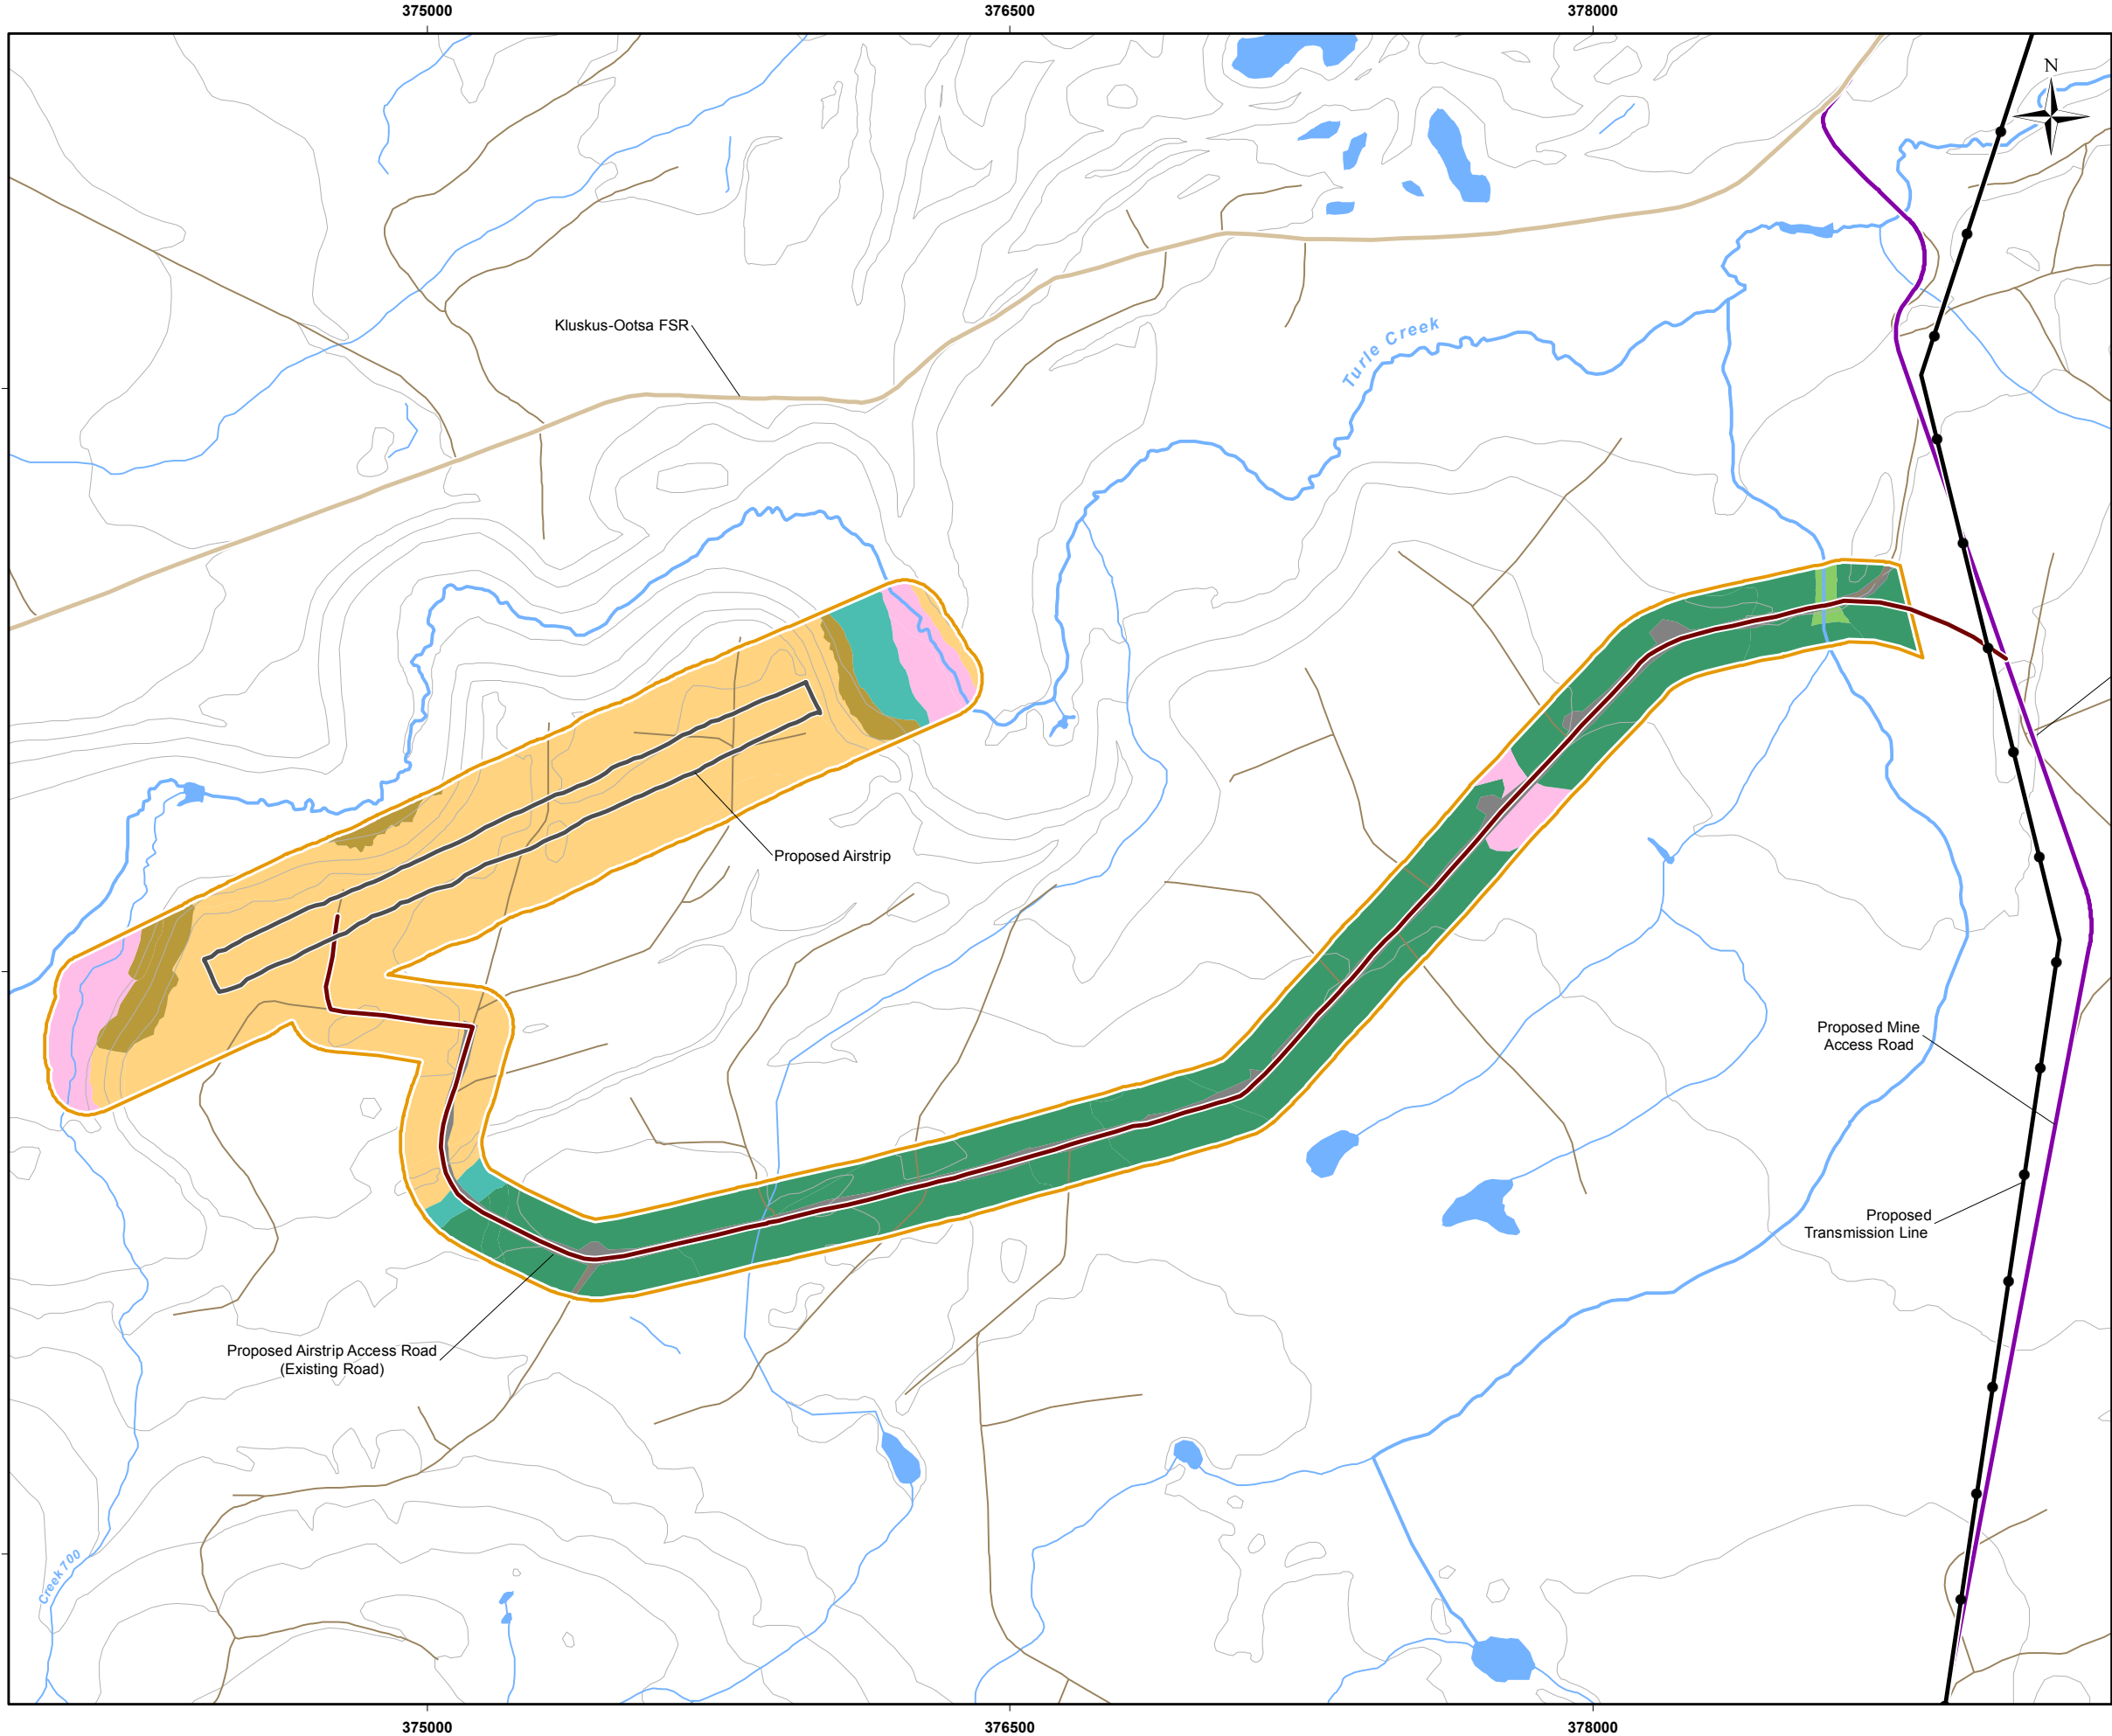 375000 376500 378000
N
Kluskus-Ootsa FSR
Turle Creek
Proposed Airstrip
Proposed Mine
Access Road
Proposed
Transmission Line
Proposed Airstrip Access Road
(Existing Road)
Creek 700
375000 376500 378000